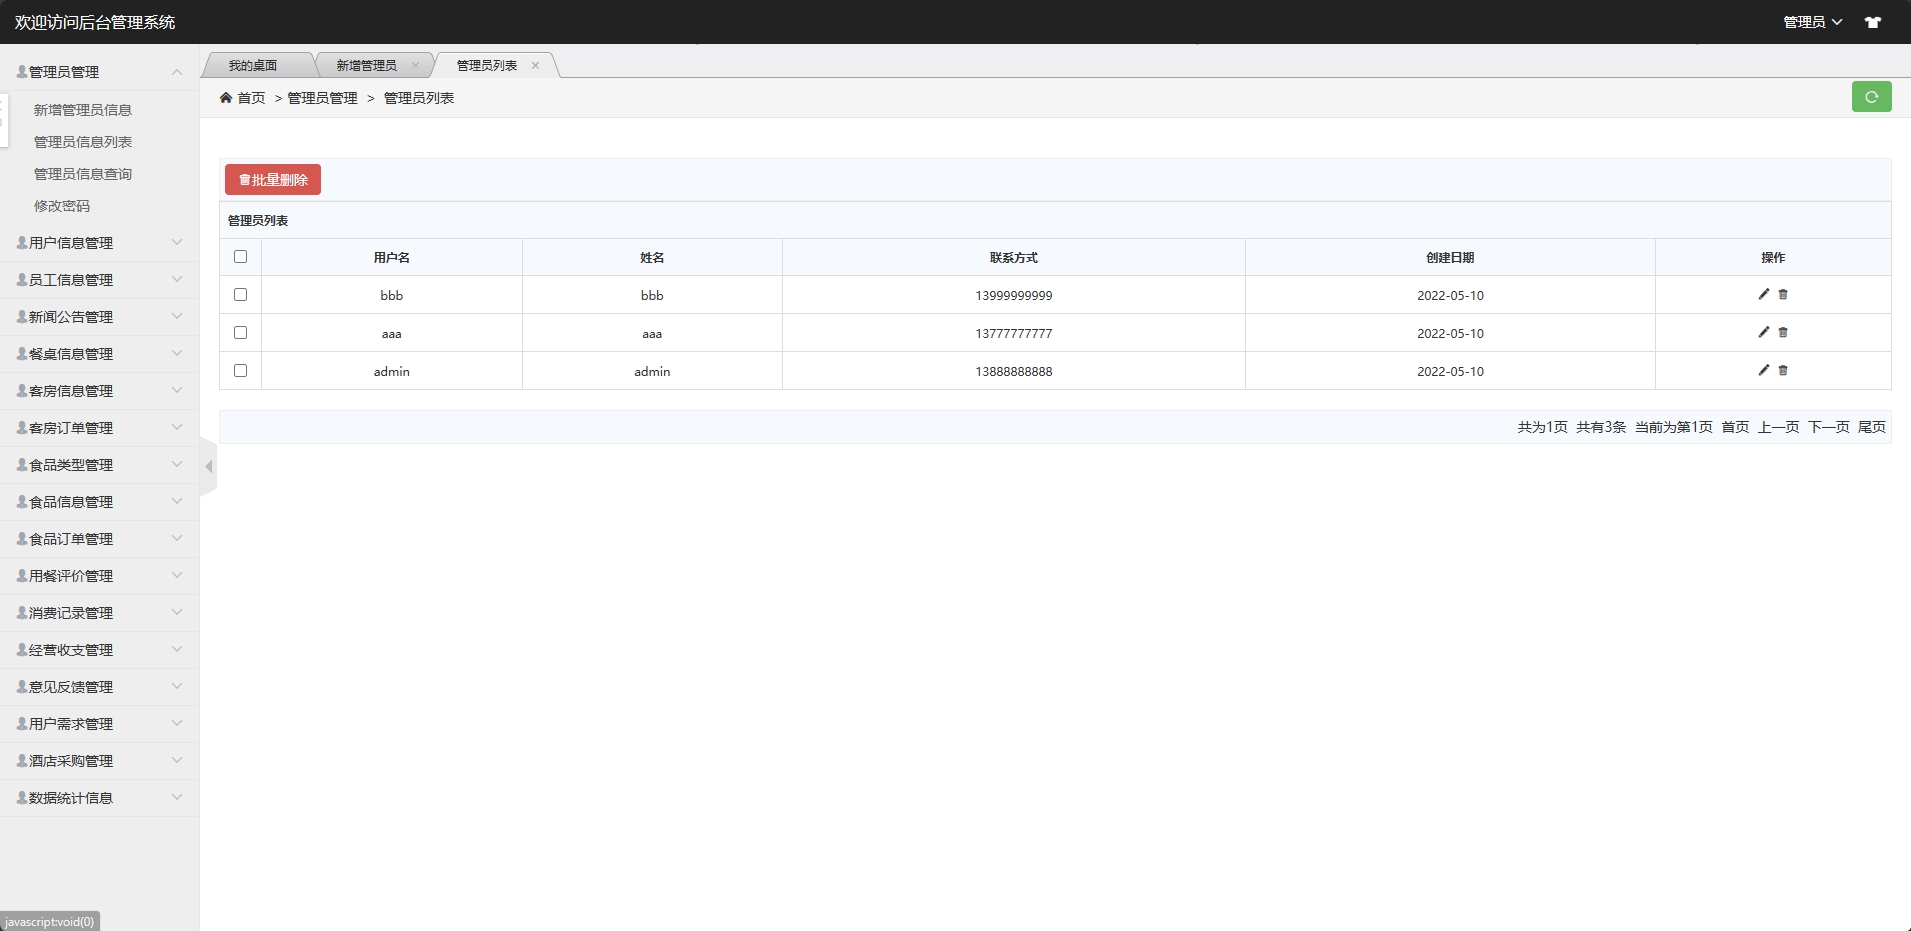 欢迎访问后台管理系统
管理员
管理员管理
新增管理员信息
管理员信息列表
管理员信息查询
修改密码
用户信息管理
员工信息管理
新闻公告管理
餐桌信息管理
客房信息管理
客房订单管理
食品类型管理
食品信息管理
食品订单管理
用餐评价管理
消费记录管理
经营收支管理
意见反馈管理
用户需求管理
酒店采购管理
数据统计信息
我的桌面 新增管理员 × 管理员列表 ×
首页 > 管理员管理 > 管理员列表
批量删除
管理员列表
用户名 姓名 联系方式 创建日期 操作
bbb bbb 13999999999 2022-05-10
aaa aaa 13777777777 2022-05-10
admin admin 13888888888 2022-05-10
共为1页 共有3条 当前为第1页 首页 上一页 下一页 尾页
javascript:void(0)